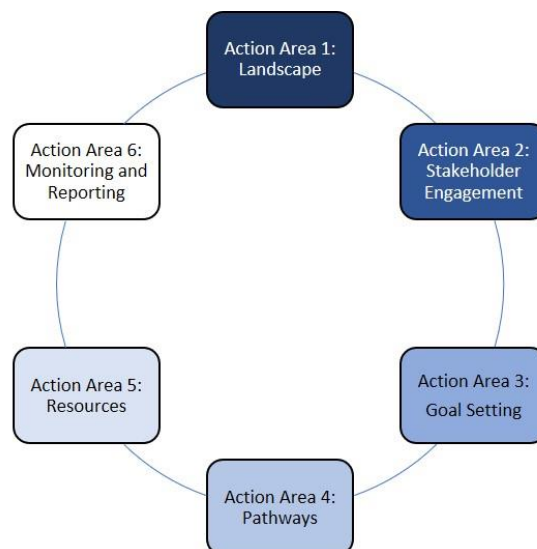 Action Area 1:
Landscape
Action Area 2:
Stakeholder
Engagement
Action Area 3:
Goal Setting
Action Area 4:
Pathways
Action Area 5:
Resources
Action Area 6:
Monitoring and
Reporting